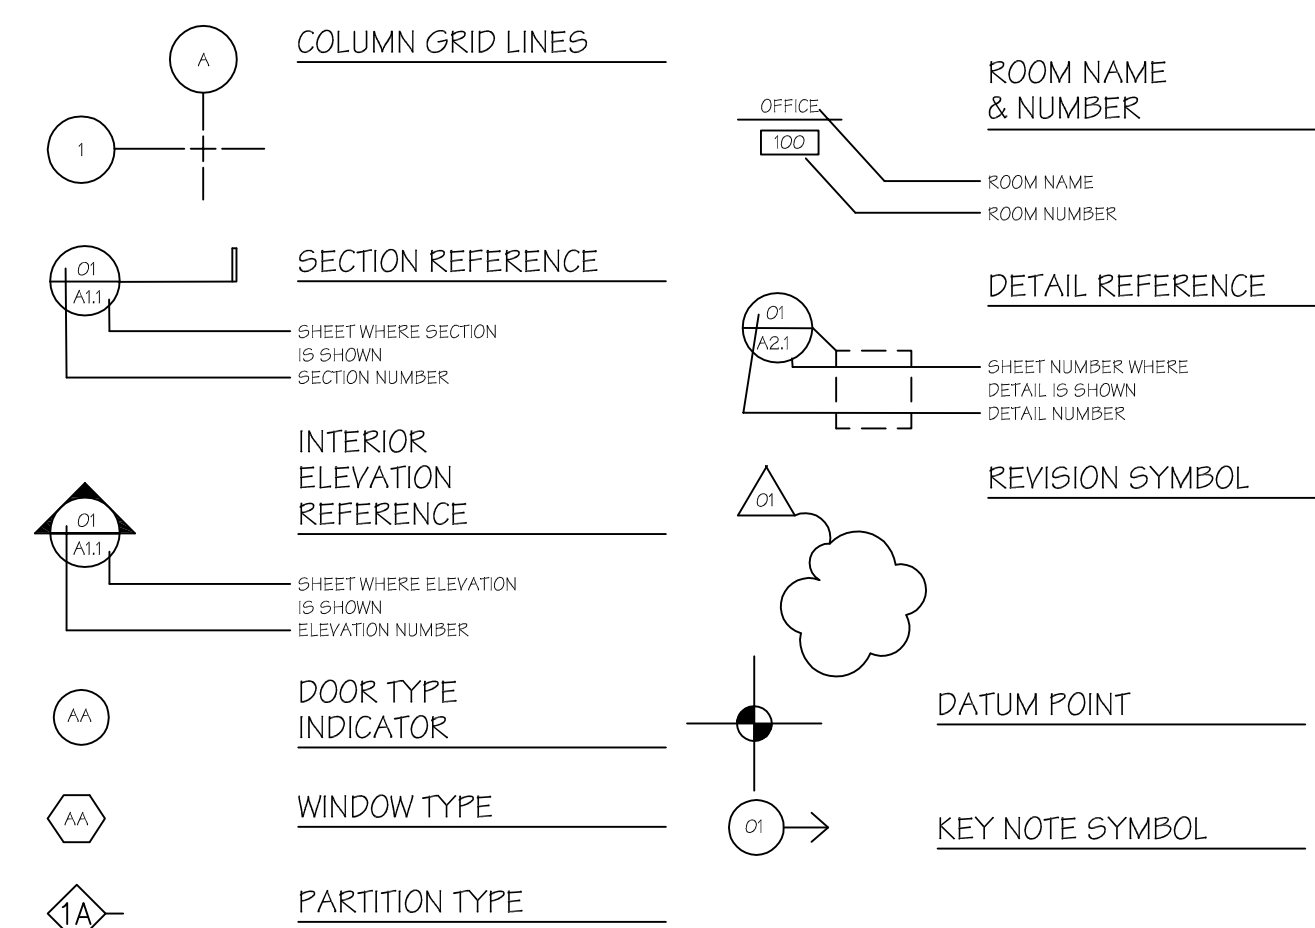 A
1
COLUMN GRID LINES
01
A1.1
SECTION REFERENCE
SHEET WHERE SECTION
IS SHOWN
SECTION NUMBER
INTERIOR
ELEVATION
REFERENCE
01
A1.1
SHEET WHERE ELEVATION
IS SHOWN
ELEVATION NUMBER
AA
DOOR TYPE
INDICATOR
AA
WINDOW TYPE
1A
PARTITION TYPE
ROOM NAME
& NUMBER
OFFICE
100
ROOM NAME
ROOM NUMBER
DETAIL REFERENCE
01
A2.1
SHEET NUMBER WHERE
DETAIL IS SHOWN
DETAIL NUMBER
01
REVISION SYMBOL
DATUM POINT
01
KEY NOTE SYMBOL